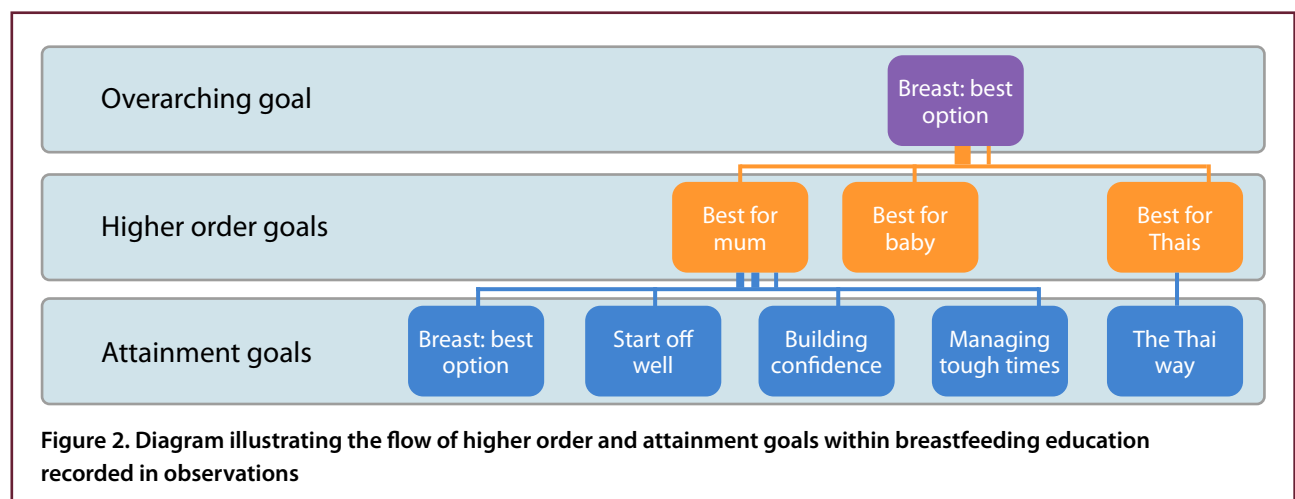 Overarching goal
Breast: best
option
Higher order goals
Best for
mum
Best for
baby
Best for
Thais
Attainment goals
Breast: best
option
Start off
well
Building
confidence
Managing
tough times
The Thai
way
Figure 2. Diagram illustrating the flow of higher order and attainment goals within breastfeeding education
recorded in observations